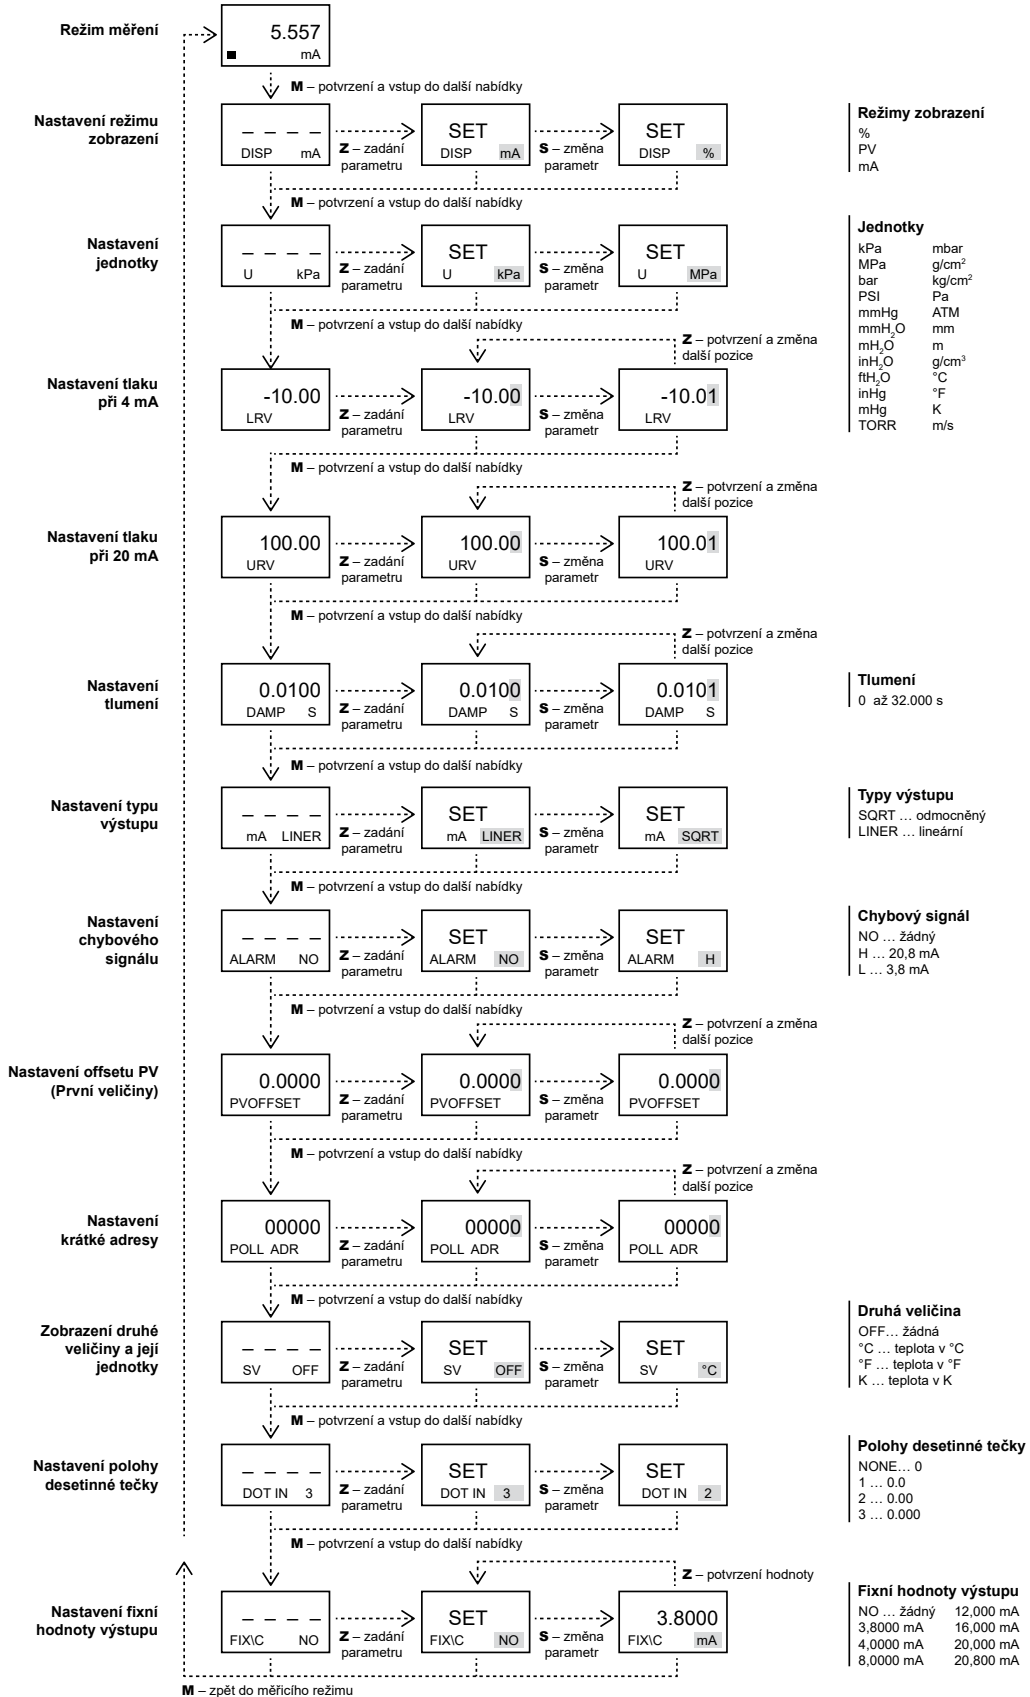 Režim měření
5.557
mA
M – potvrzení a vstup do další nabídky
Nastavení režimu
zobrazení
– – – –
DISP mA
Z – zadání
parametru
SET
DISP mA
S – změna
parametr
SET
DISP %
Režimy zobrazení
%
PV
mA
M – potvrzení a vstup do další nabídky
Nastavení
jednotky
– – – –
U kPa
Z – zadání
parametru
SET
U kPa
S – změna
parametr
SET
U MPa
Jednotky
kPa mbar
MPa g/cm²
bar kg/cm²
PSI Pa
mmHg ATM
mmH₂O mm
mH₂O m
inH₂O g/cm³
ftH₂O °C
inHg °F
mHg K
TORR m/s
M – potvrzení a vstup do další nabídky
Z – potvrzení a změna
další pozice
Nastavení tlaku
při 4 mA
-10.00
LRV
Z – zadání
parametru
-10.00
LRV
S – změna
parametr
-10.01
LRV
M – potvrzení a vstup do další nabídky
Z – potvrzení a změna
další pozice
Nastavení tlaku
při 20 mA
100.00
URV
Z – zadání
parametru
100.00
URV
S – změna
parametr
100.01
URV
M – potvrzení a vstup do další nabídky
Z – potvrzení a změna
další pozice
Nastavení
tlumení
0.0100
DAMP S
Z – zadání
parametru
0.0100
DAMP S
S – změna
parametr
0.0101
DAMP S
Tlumení
0 až 32.000 s
M – potvrzení a vstup do další nabídky
Nastavení typu
výstupu
– – – –
mA LINER
Z – zadání
parametru
SET
mA LINER
S – změna
parametr
SET
mA SQRT
Typy výstupu
SQRT … odmocněný
LINER … lineární
M – potvrzení a vstup do další nabídky
Nastavení
chybového
signálu
– – – –
ALARM NO
Z – zadání
parametru
SET
ALARM NO
S – změna
parametr
SET
ALARM H
Chybový signál
NO … žádný
H … 20,8 mA
L … 3,8 mA
M – potvrzení a vstup do další nabídky
Z – potvrzení a změna
další pozice
Nastavení offsetu PV
(První veličiny)
0.0000
PVOFFSET
Z – zadání
parametru
0.0000
PVOFFSET
S – změna
parametr
0.0000
PVOFFSET
M – potvrzení a vstup do další nabídky
Z – potvrzení a změna
další pozice
Nastavení
krátké adresy
00000
POLL ADR
Z – zadání
parametru
00000
POLL ADR
S – změna
parametr
00000
POLL ADR
M – potvrzení a vstup do další nabídky
Zobrazení druhé
veličiny a její
jednotky
– – – –
SV OFF
Z – zadání
parametru
SET
SV OFF
S – změna
parametr
SET
SV °C
Druhá veličina
OFF… žádná
°C … teplota v °C
°F … teplota v °F
K … teplota v K
M – potvrzení a vstup do další nabídky
Nastavení polohy
desetinné tečky
– – – –
DOT IN 3
Z – zadání
parametru
SET
DOT IN 3
S – změna
parametr
SET
DOT IN 2
Polohy desetinné tečky
NONE… 0
1 … 0.0
2 … 0.00
3 … 0.000
M – potvrzení a vstup do další nabídky
Z – potvrzení hodnoty
Nastavení fixní
hodnoty výstupu
– – – –
FIX\C NO
Z – zadání
parametru
SET
FIX\C NO
S – změna
parametr
3.8000
FIX\C mA
Fixní hodnoty výstupu
NO … žádný 12,000 mA
3,8000 mA 16,000 mA
4,0000 mA 20,000 mA
8,0000 mA 20,800 mA
M – zpět do měřicího režimu